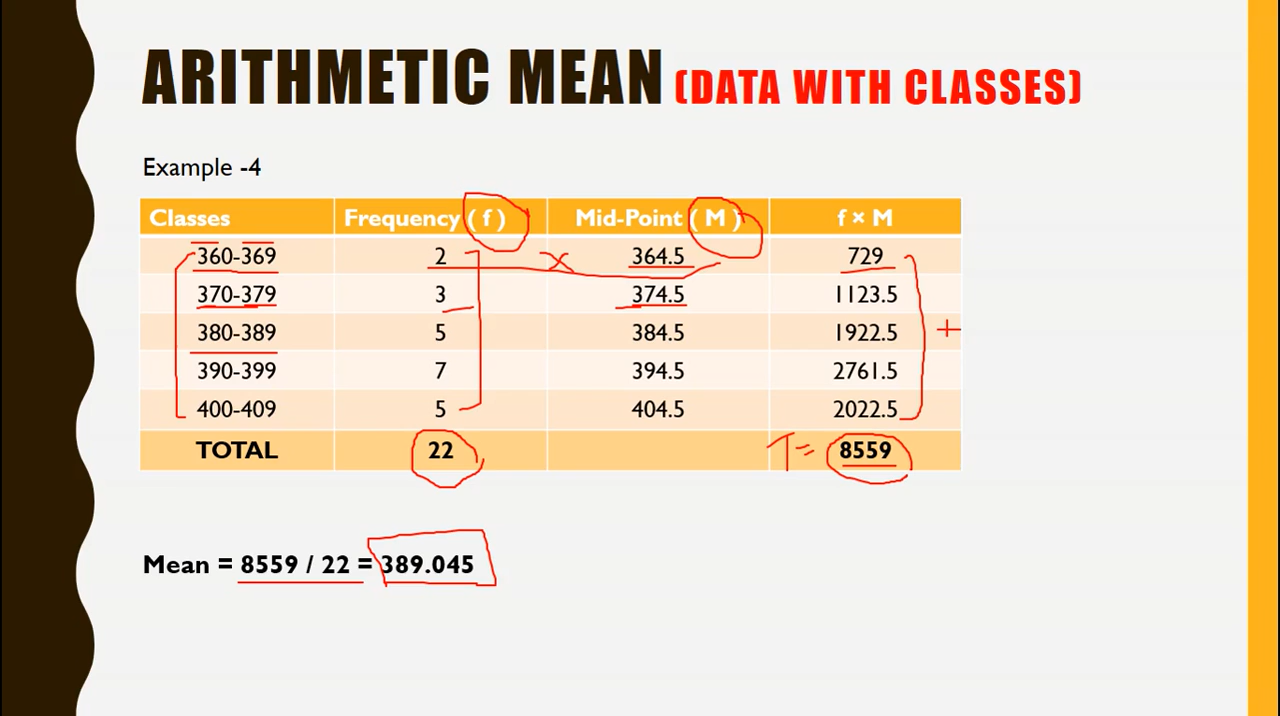 ARITHMETIC MEAN (DATA WITH CLASSES)
Example -4
Classes Frequency ( f ) Mid-Point ( M ) f × M
360-369 2 × 364.5 729
370-379 3 374.5 1123.5
380-389 5 384.5 1922.5 +
390-399 7 394.5 2761.5
400-409 5 404.5 2022.5
TOTAL 22 T= 8559
Mean = 8559 / 22 = 389.045